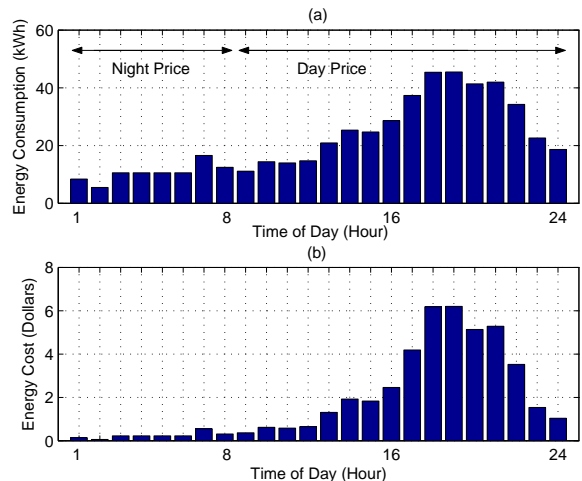 (a)
60
40
20
0
Energy Consumption (kWh)
Night Price
Day Price
1
8
16
24
Time of Day (Hour)
(b)
8
6
4
2
0
Energy Cost (Dollars)
1
8
16
24
Time of Day (Hour)